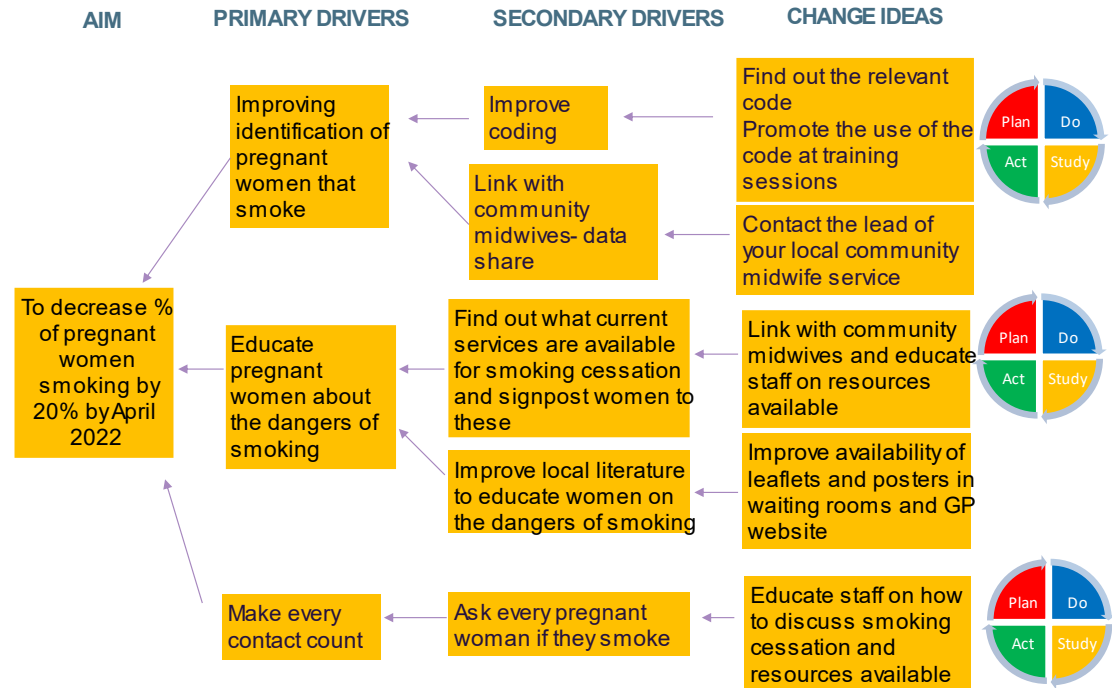 AIM
PRIMARY DRIVERS
SECONDARY DRIVERS
CHANGE IDEAS
Improving
identification of
pregnant
women that
smoke
Improve
coding
Find out the relevant
code
Promote the use of the
code at training
sessions
Plan
Do
Act
Study
Link with
community
midwives- data
share
Contact the lead of
your local community
midwife service
To decrease %
of pregnant
women
smoking by
20% by April
2022
Educate
pregnant
women about
the dangers of
smoking
Find out what current
services are available
for smoking cessation
and signpost women to
these
Link with community
midwives and educate
staff on resources
available
Plan
Do
Act
Study
Improve local literature
to educate women on
the dangers of smoking
Improve availability of
leaflets and posters in
waiting rooms and GP
website
Make every
contact count
Ask every pregnant
woman if they smoke
Educate staff on how
to discuss smoking
cessation and
resources available
Plan
Do
Act
Study